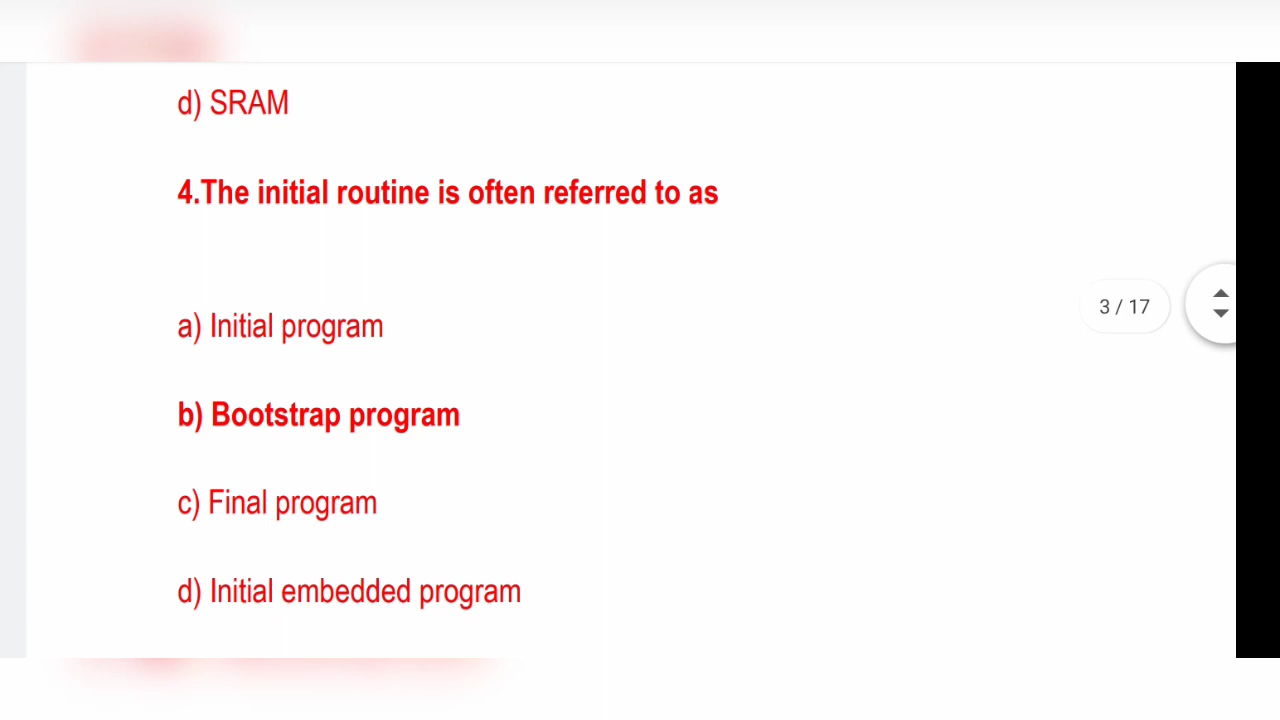 d) SRAM
4.The initial routine is often referred to as
3 / 17
a) Initial program
b) Bootstrap program
c) Final program
d) Initial embedded program